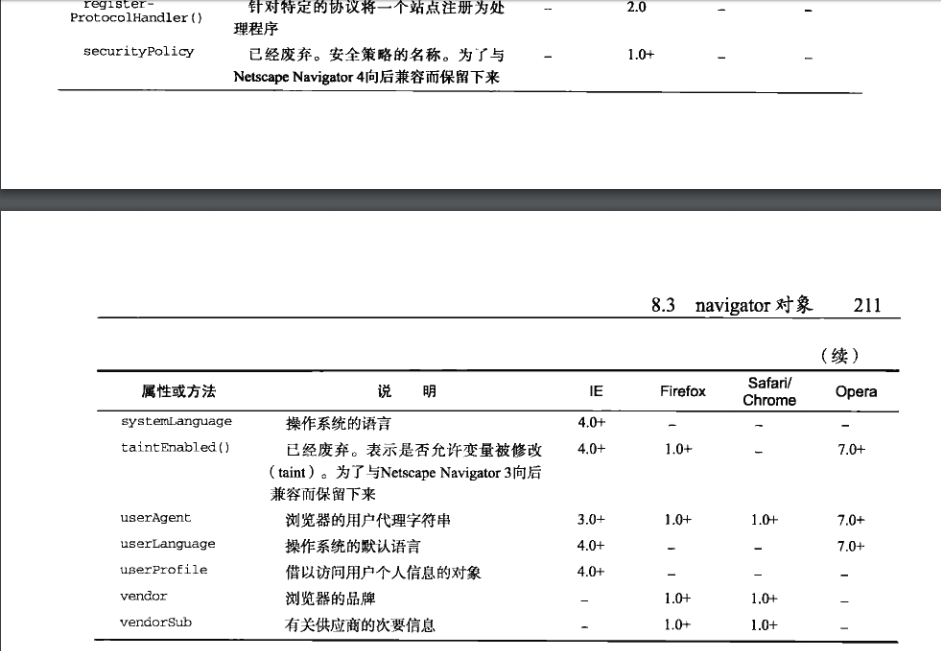 register- 针对特定的协议将一个站点注册为处 – 2.0 – –
ProtocolHandler() 理程序
securityPolicy 已经废弃。安全策略的名称。为了与 – 1.0+ – –
Netscape Navigator 4向后兼容而保留下来
8.3 navigator 对象 211
（续）
属性或方法 说 明 IE Firefox Safari/ Opera
Chrome
systemLanguage 操作系统的语言 4.0+ – – –
taintEnabled() 已经废弃。表示是否允许变量被修改 4.0+ 1.0+ – 7.0+
（taint）。为了与Netscape Navigator 3向后
兼容而保留下来
userAgent 浏览器的用户代理字符串 3.0+ 1.0+ 1.0+ 7.0+
userLanguage 操作系统的默认语言 4.0+ – – 7.0+
userProfile 借以访问用户个人信息的对象 4.0+ – – –
vendor 浏览器的品牌 – 1.0+ 1.0+ –
vendorSub 有关供应商的次要信息 – 1.0+ 1.0+ –